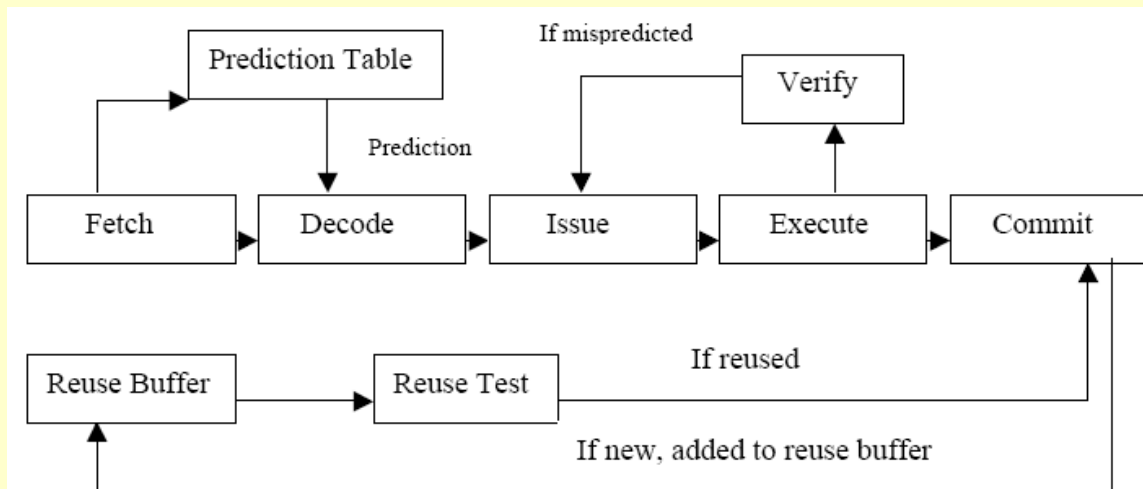 If mispredicted
Prediction Table
Verify
Prediction
Fetch
Decode
Issue
Execute
Commit
If reused
Reuse Buffer
Reuse Test
If new, added to reuse buffer